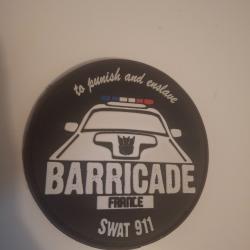 to punish and enslave
BARRICADE
FRANCE
SWAT 911